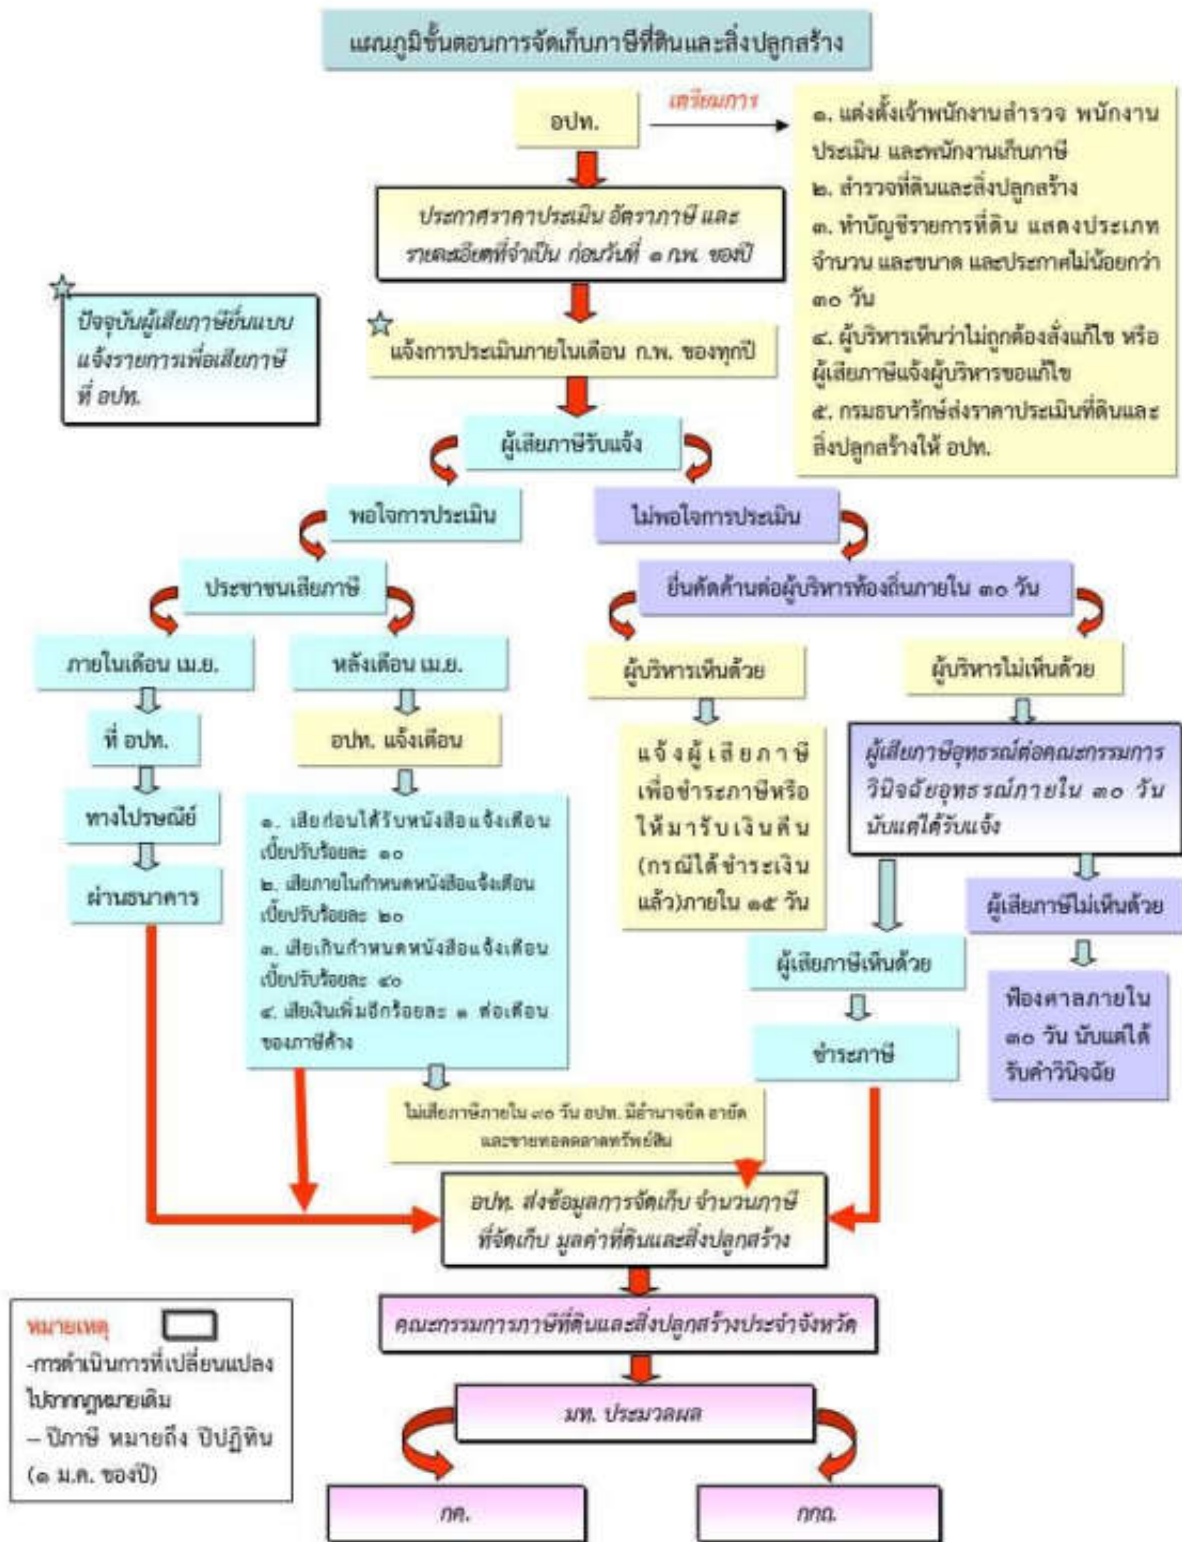 แผนภูมิขั้นตอนการจัดเก็บภาษีที่ดินและสิ่งปลูกสร้าง
อปท.
เตรียมการ
๑. แต่งตั้งเจ้าพนักงานสำรวจ พนักงาน
ประเมิน และพนักงานเก็บภาษี
๒. สำรวจที่ดินและสิ่งปลูกสร้าง
๓. ทำบัญชีรายการที่ดิน แสดงประเภท
จำนวน และขนาด และประกาศไม่น้อยกว่า
๓๐ วัน
๔. ผู้บริหารเห็นว่าไม่ถูกต้องสั่งแก้ไข หรือ
ผู้เสียภาษีแจ้งผู้บริหารขอแก้ไข
๕. กรมธนารักษ์ส่งราคาประเมินที่ดินและ
สิ่งปลูกสร้างให้ อปท.
ประกาศราคาประเมิน อัตราภาษี และ
รายละเอียดที่จำเป็น ก่อนวันที่ ๑ ก.พ. ของปี
ปัจจุบันผู้เสียภาษียื่นแบบ
แจ้งรายการเพื่อเสียภาษี
ที่ อปท.
แจ้งการประเมินภายในเดือน ก.พ. ของทุกปี
ผู้เสียภาษีรับแจ้ง
พอใจการประเมิน
ไม่พอใจการประเมิน
ประชาชนเสียภาษี
ยื่นคัดค้านต่อผู้บริหารท้องถิ่นภายใน ๓๐ วัน
ภายในเดือน เม.ย.
หลังเดือน เม.ย.
ผู้บริหารเห็นด้วย
ผู้บริหารไม่เห็นด้วย
ที่ อปท.
อปท. แจ้งเตือน
แจ้งผู้เสียภาษี
เพื่อชำระภาษีหรือ
ให้มารับเงินคืน
(กรณีได้ชำระเงิน
แล้ว)ภายใน ๑๕ วัน
ผู้เสียภาษีอุทธรณ์ต่อคณะกรรมการ
วินิจฉัยอุทธรณ์ภายใน ๓๐ วัน
นับแต่ได้รับแจ้ง
ทางไปรษณีย์
ผ่านธนาคาร
๑. เสียก่อนได้รับหนังสือแจ้งเตือน
เบี้ยปรับร้อยละ ๑๐
๒. เสียภายในกำหนดหนังสือแจ้งเตือน
เบี้ยปรับร้อยละ ๒๐
๓. เสียเกินกำหนดหนังสือแจ้งเตือน
เบี้ยปรับร้อยละ ๔๐
๔. เสียเงินเพิ่มอีกร้อยละ ๑ ต่อเดือน
ของภาษีค้าง
ผู้เสียภาษีไม่เห็นด้วย
ผู้เสียภาษีเห็นด้วย
ฟ้องศาลภายใน
๓๐ วัน นับแต่ได้
รับคำวินิจฉัย
ชำระภาษี
ไม่เสียภาษีภายใน ๙๐ วัน อปท. มีอำนาจยึด อายัด
และขายทอดตลาดทรัพย์สิน
อปท. ส่งข้อมูลการจัดเก็บ จำนวนภาษี
ที่จัดเก็บ มูลค่าที่ดินและสิ่งปลูกสร้าง
คณะกรรมการภาษีที่ดินและสิ่งปลูกสร้างประจำจังหวัด
มท. ประมวลผล
กค.
กกถ.
หมายเหตุ
-การดำเนินการที่เปลี่ยนแปลง
ไปจากกฎหมายเดิม
– ปีภาษี หมายถึง ปีปฏิทิน
(๑ ม.ค. ของปี)